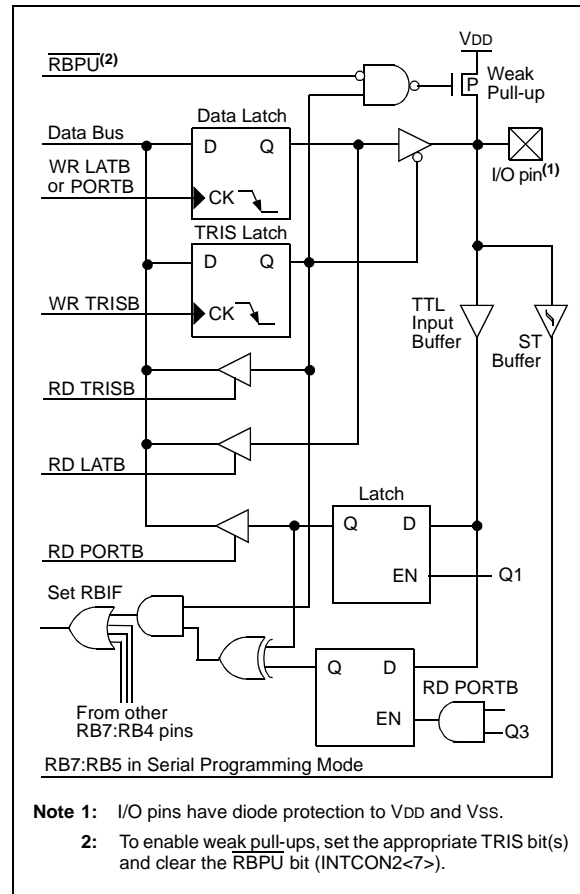 VDD
RBPU(2)
Weak
Pull-up
P
Data Latch
Data Bus
D Q
I/O pin(1)
WR LATB
or PORTB
CK
TRIS Latch
D Q
WR TRISB
CK
TTL
Input
Buffer
ST
Buffer
RD TRISB
RD LATB
Latch
Q D
RD PORTB
EN
Q1
Set RBIF
Q D
RD PORTB
EN
Q3
From other
RB7:RB4 pins
RB7:RB5 in Serial Programming Mode
Note 1: I/O pins have diode protection to VDD and VSS.
2: To enable weak pull-ups, set the appropriate TRIS bit(s)
and clear the RBPU bit (INTCON2<7>).